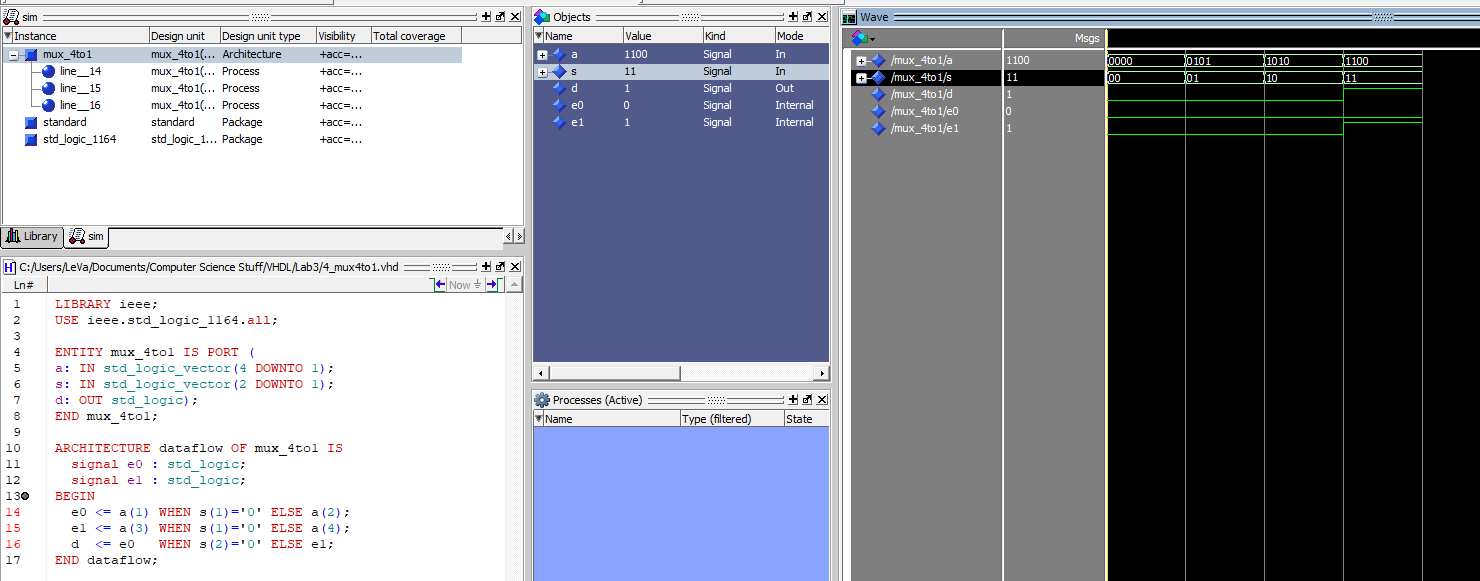 sim
Instance Design unit Design unit type Visibility Total coverage
mux_4to1 mux_4to1(... Architecture +acc=...
line__14 mux_4to1(... Process +acc=...
line__15 mux_4to1(... Process +acc=...
line__16 mux_4to1(... Process +acc=...
standard standard Package +acc=...
std_logic_1164 std_logic_1... Package +acc=...
Library sim
C:/Users/LeVa/Documents/Computer Science Stuff/VHDL/Lab3/4_mux4to1.vhd
Ln# Now
1 LIBRARY ieee;
2 USE ieee.std_logic_1164.all;
3
4 ENTITY mux_4to1 IS PORT (
5 a: IN std_logic_vector(4 DOWNTO 1);
6 s: IN std_logic_vector(2 DOWNTO 1);
7 d: OUT std_logic);
8 END mux_4to1;
9
10 ARCHITECTURE dataflow OF mux_4to1 IS
11 signal e0 : std_logic;
12 signal e1 : std_logic;
13 BEGIN
14 e0 <= a(1) WHEN s(1)='0' ELSE a(2);
15 e1 <= a(3) WHEN s(1)='0' ELSE a(4);
16 d <= e0 WHEN s(2)='0' ELSE e1;
17 END dataflow;
Objects
Name Value Kind Mode
a 1100 Signal In
s 11 Signal In
d 1 Signal Out
e0 0 Signal Internal
e1 1 Signal Internal
Processes (Active)
Name Type (filtered) State
Wave
Msgs
/mux_4to1/a 1100 0000 0101 1010 1100
/mux_4to1/s 11 00 01 10 11
/mux_4to1/d 1
/mux_4to1/e0 0
/mux_4to1/e1 1